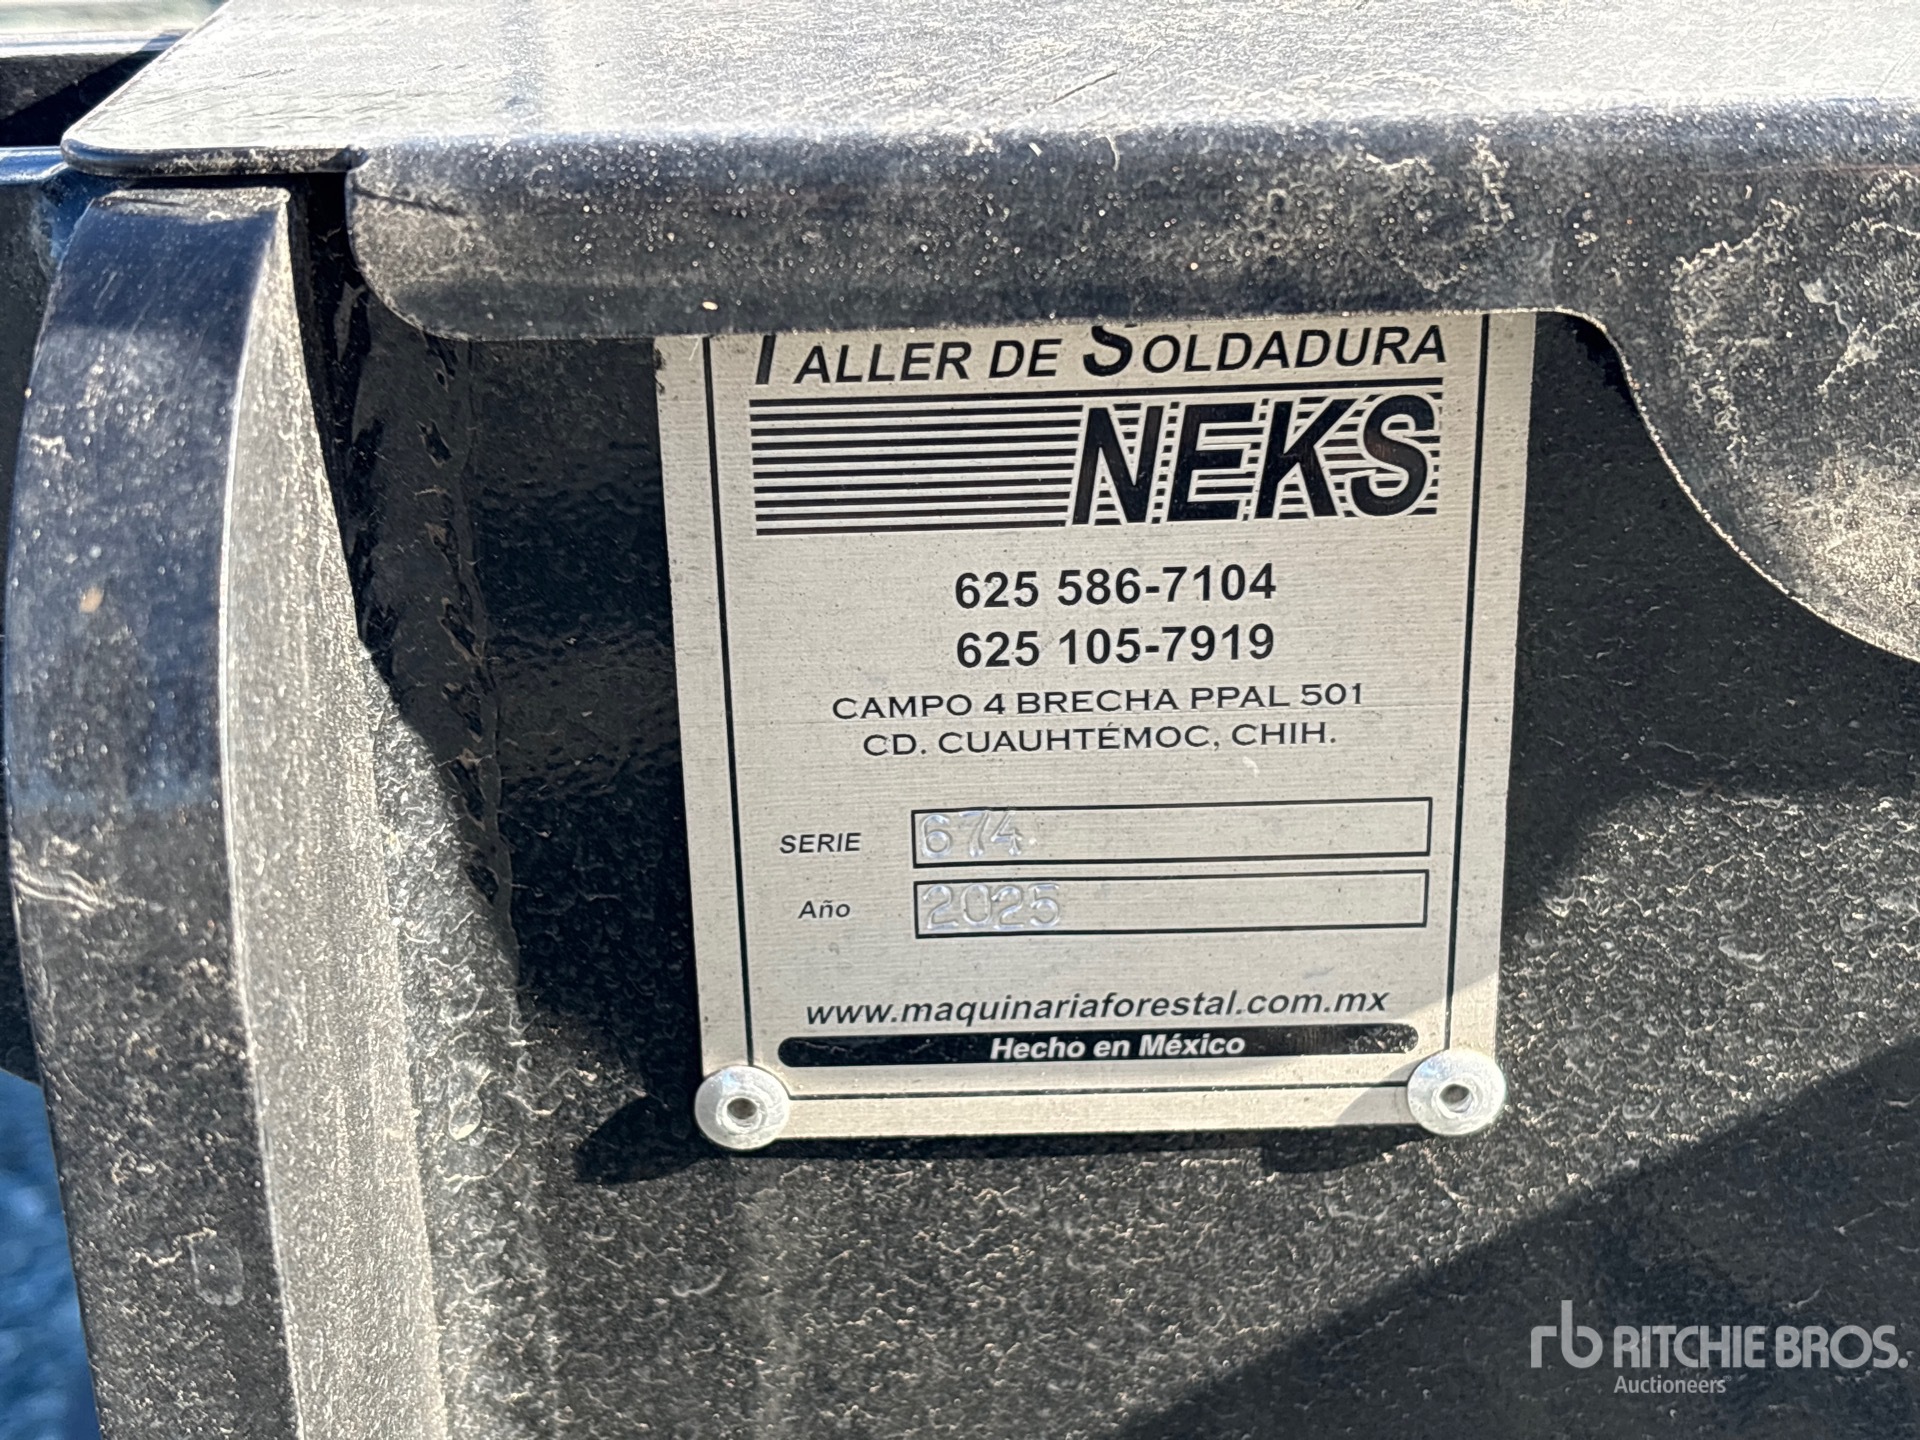 TALLER DE SOLDADURA
NEKS
625 586-7104
625 105-7919
CAMPO 4 BRECHA PPAL 501
CD. CUAUHTÉMOC, CHIH.
SERIE 674
Año 2025
www.maquinariaforestal.com.mx
Hecho en México
rb RITCHIE BROS.
Auctioneers